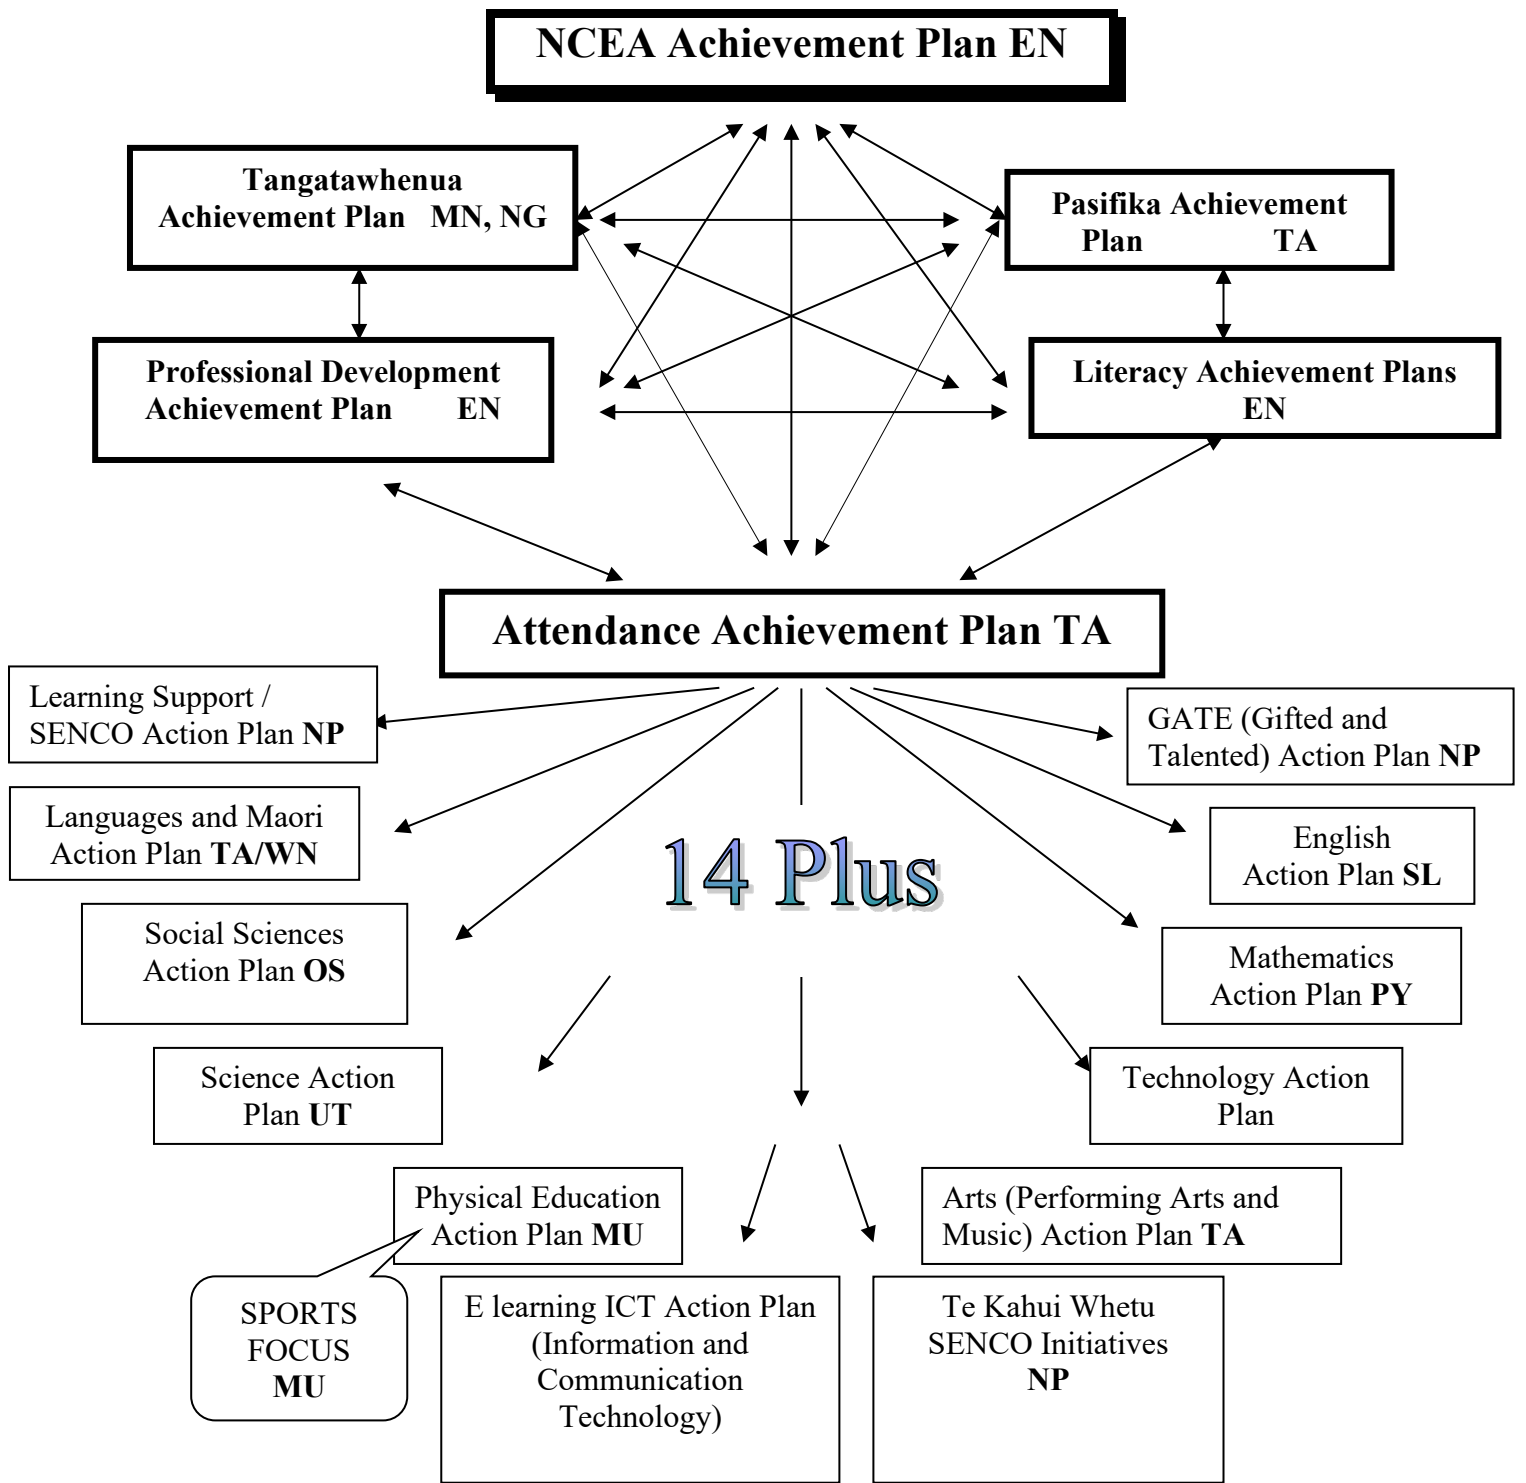 NCEA Achievement Plan EN
Tangatawhenua
Achievement Plan MN, NG
Pasifika Achievement
Plan TA
Professional Development
Achievement Plan EN
Literacy Achievement Plans
EN
Attendance Achievement Plan TA
Learning Support /
SENCO Action Plan NP
GATE (Gifted and
Talented) Action Plan NP
Languages and Maori
Action Plan TA/WN
English
Action Plan SL
14 Plus
Social Sciences
Action Plan OS
Mathematics
Action Plan PY
Science Action
Plan UT
Technology Action
Plan
Physical Education
Action Plan MU
Arts (Performing Arts and
Music) Action Plan TA
SPORTS
FOCUS
MU
E learning ICT Action Plan
(Information and
Communication
Technology)
Te Kahui Whetu
SENCO Initiatives
NP